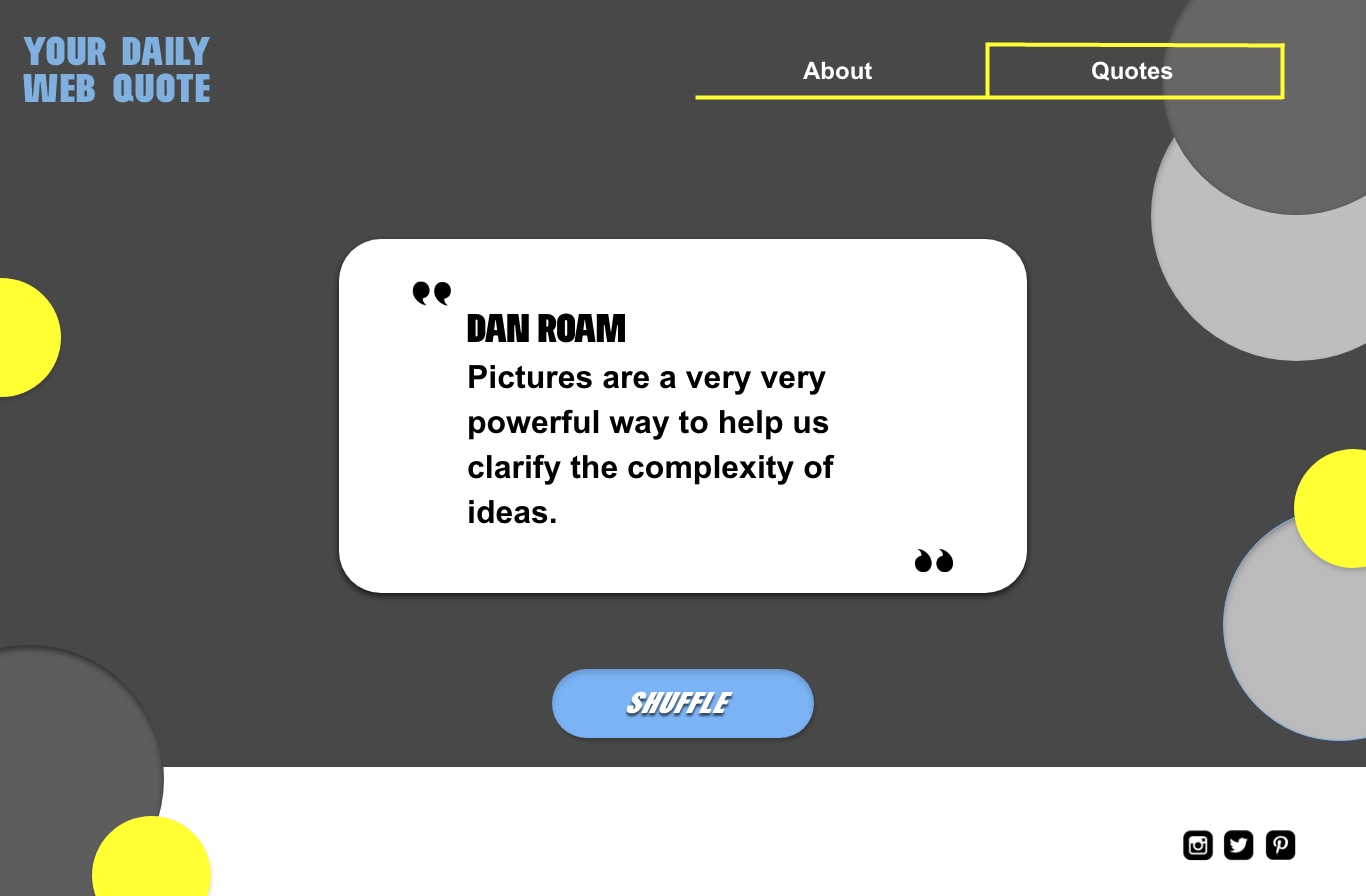 YOUR DAILY
WEB QUOTE
About
Quotes
❜❜
DAN ROAM
Pictures are a very very
powerful way to help us
clarify the complexity of
ideas.
❛❛
SHUFFLE